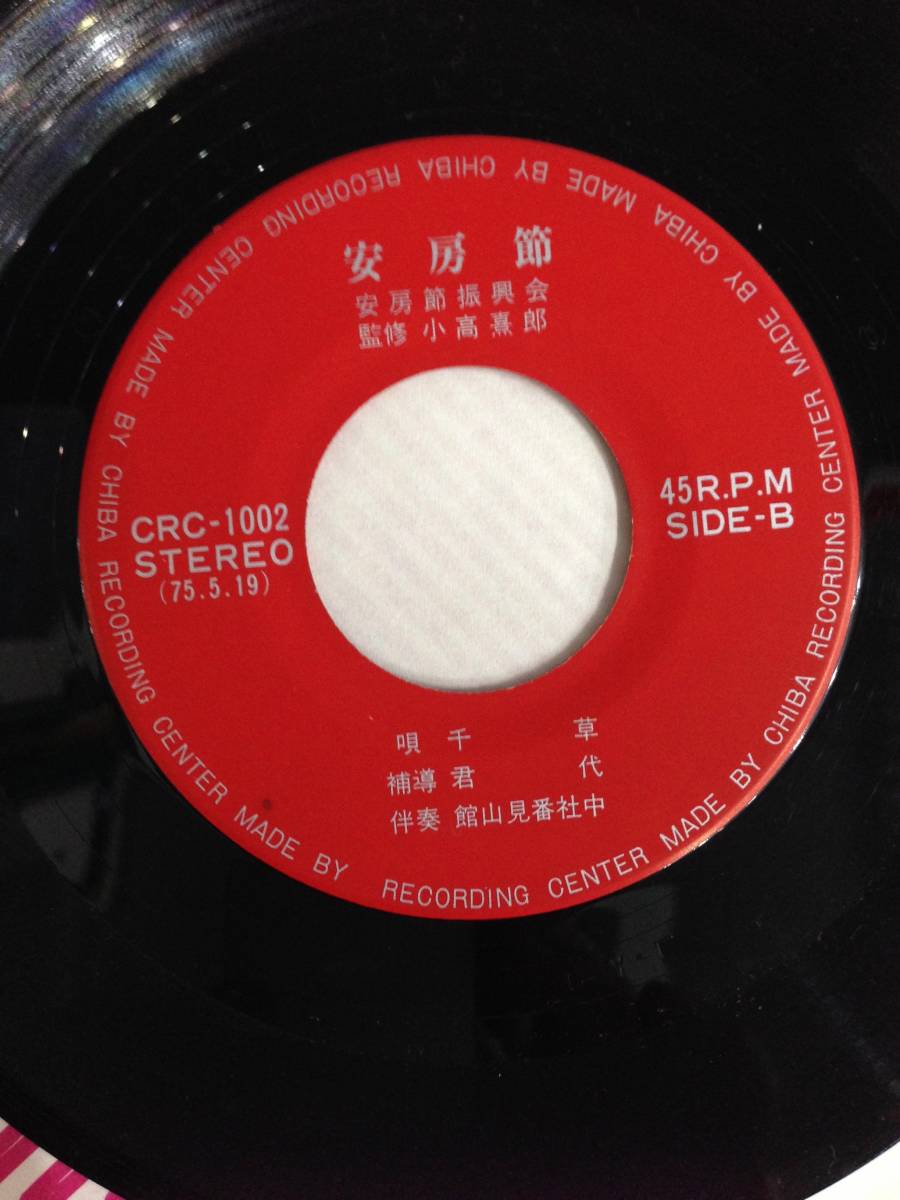 安房節
安房節振興会
監修 小高熹郎
CRC-1002
STEREO
(75.5.19)
45R.P.M
SIDE-B
唄 千草
補導 君代
伴奏 館山見番社中
MADE BY CHIBA RECORDING CENTER MADE BY CHIBA RECORDING CENTER MADE BY CHIBA RECORDING CENTER MADE BY RECORDING CENTER MADE BY CHIBA RECORDING CENTER